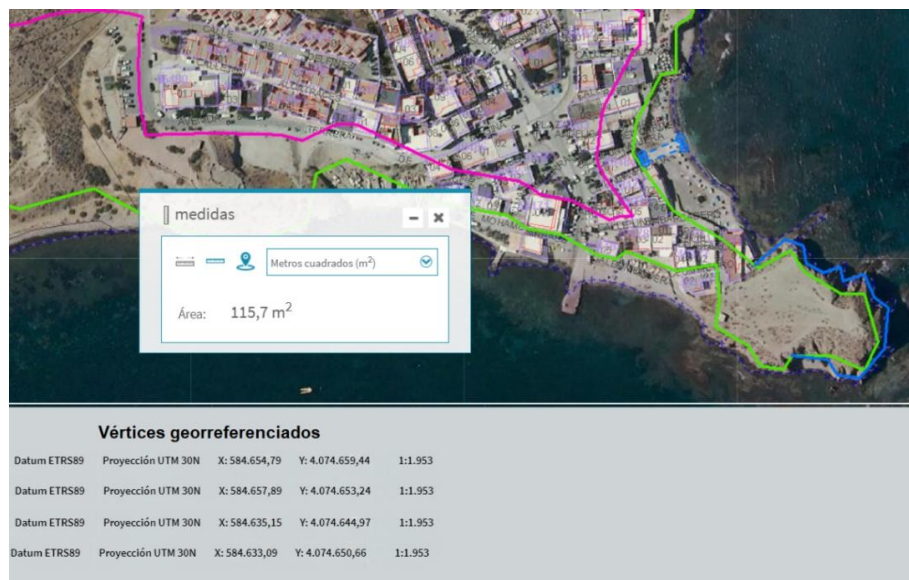 medidas
Metros cuadrados (m²)
Área: 115,7 m²
Vértices georreferenciados
Datum ETRS89 Proyección UTM 30N X: 584.654,79 Y: 4.074.659,44 1:1.953
Datum ETRS89 Proyección UTM 30N X: 584.657,89 Y: 4.074.653,24 1:1.953
Datum ETRS89 Proyección UTM 30N X: 584.635,15 Y: 4.074.644,97 1:1.953
Datum ETRS89 Proyección UTM 30N X: 584.633,09 Y: 4.074.650,66 1:1.953